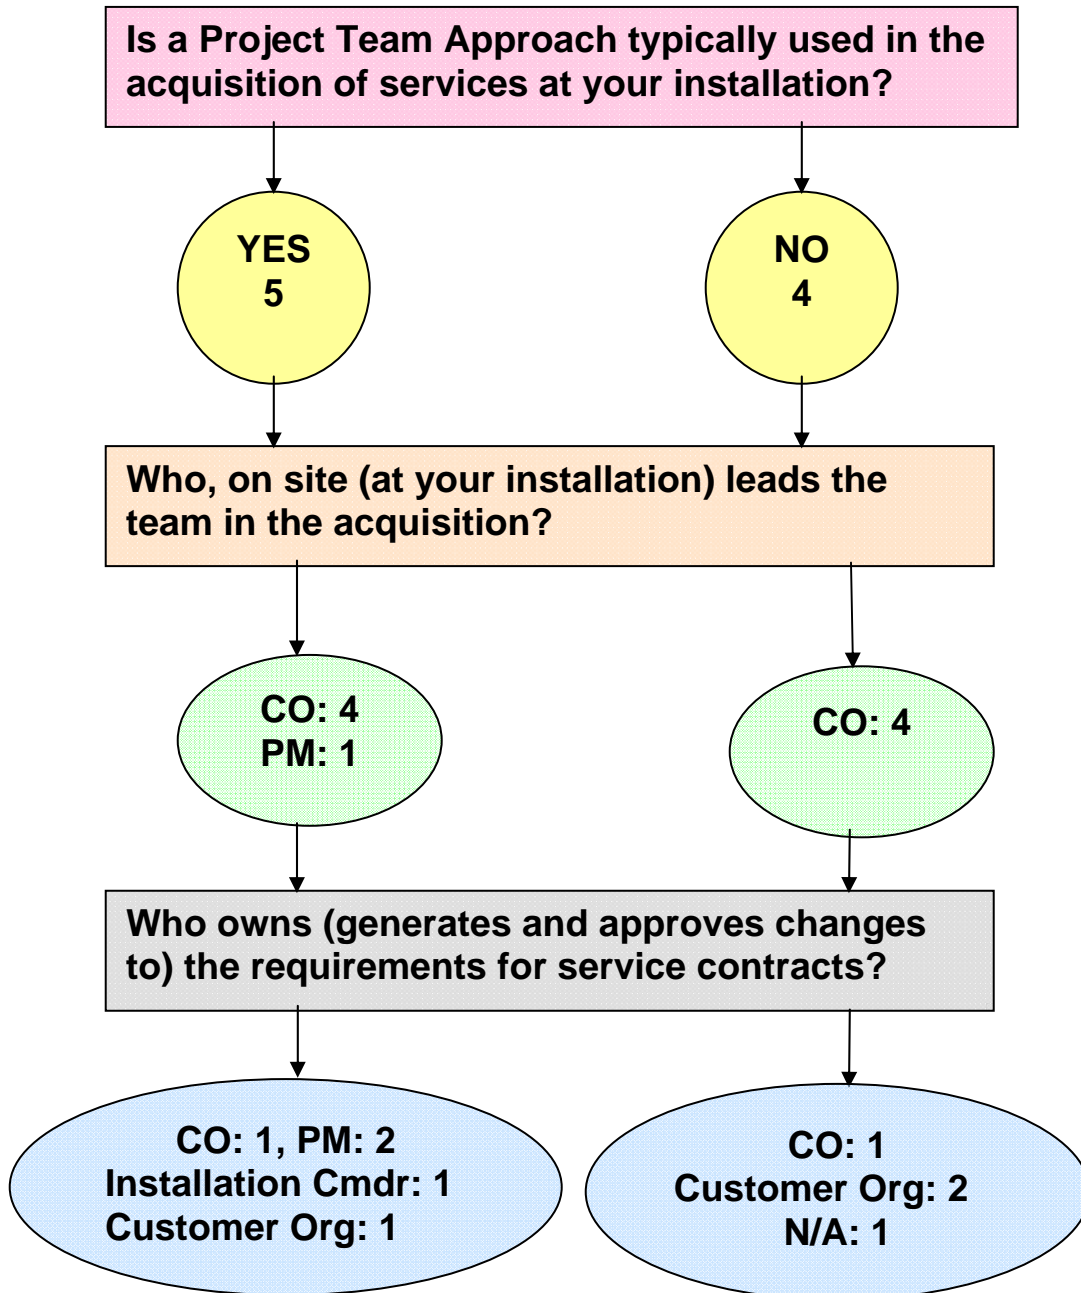 Is a Project Team Approach typically used in the
acquisition of services at your installation?
YES
5
NO
4
Who, on site (at your installation) leads the
team in the acquisition?
CO: 4
PM: 1
CO: 4
Who owns (generates and approves changes
to) the requirements for service contracts?
CO: 1, PM: 2
Installation Cmdr: 1
Customer Org: 1
CO: 1
Customer Org: 2
N/A: 1